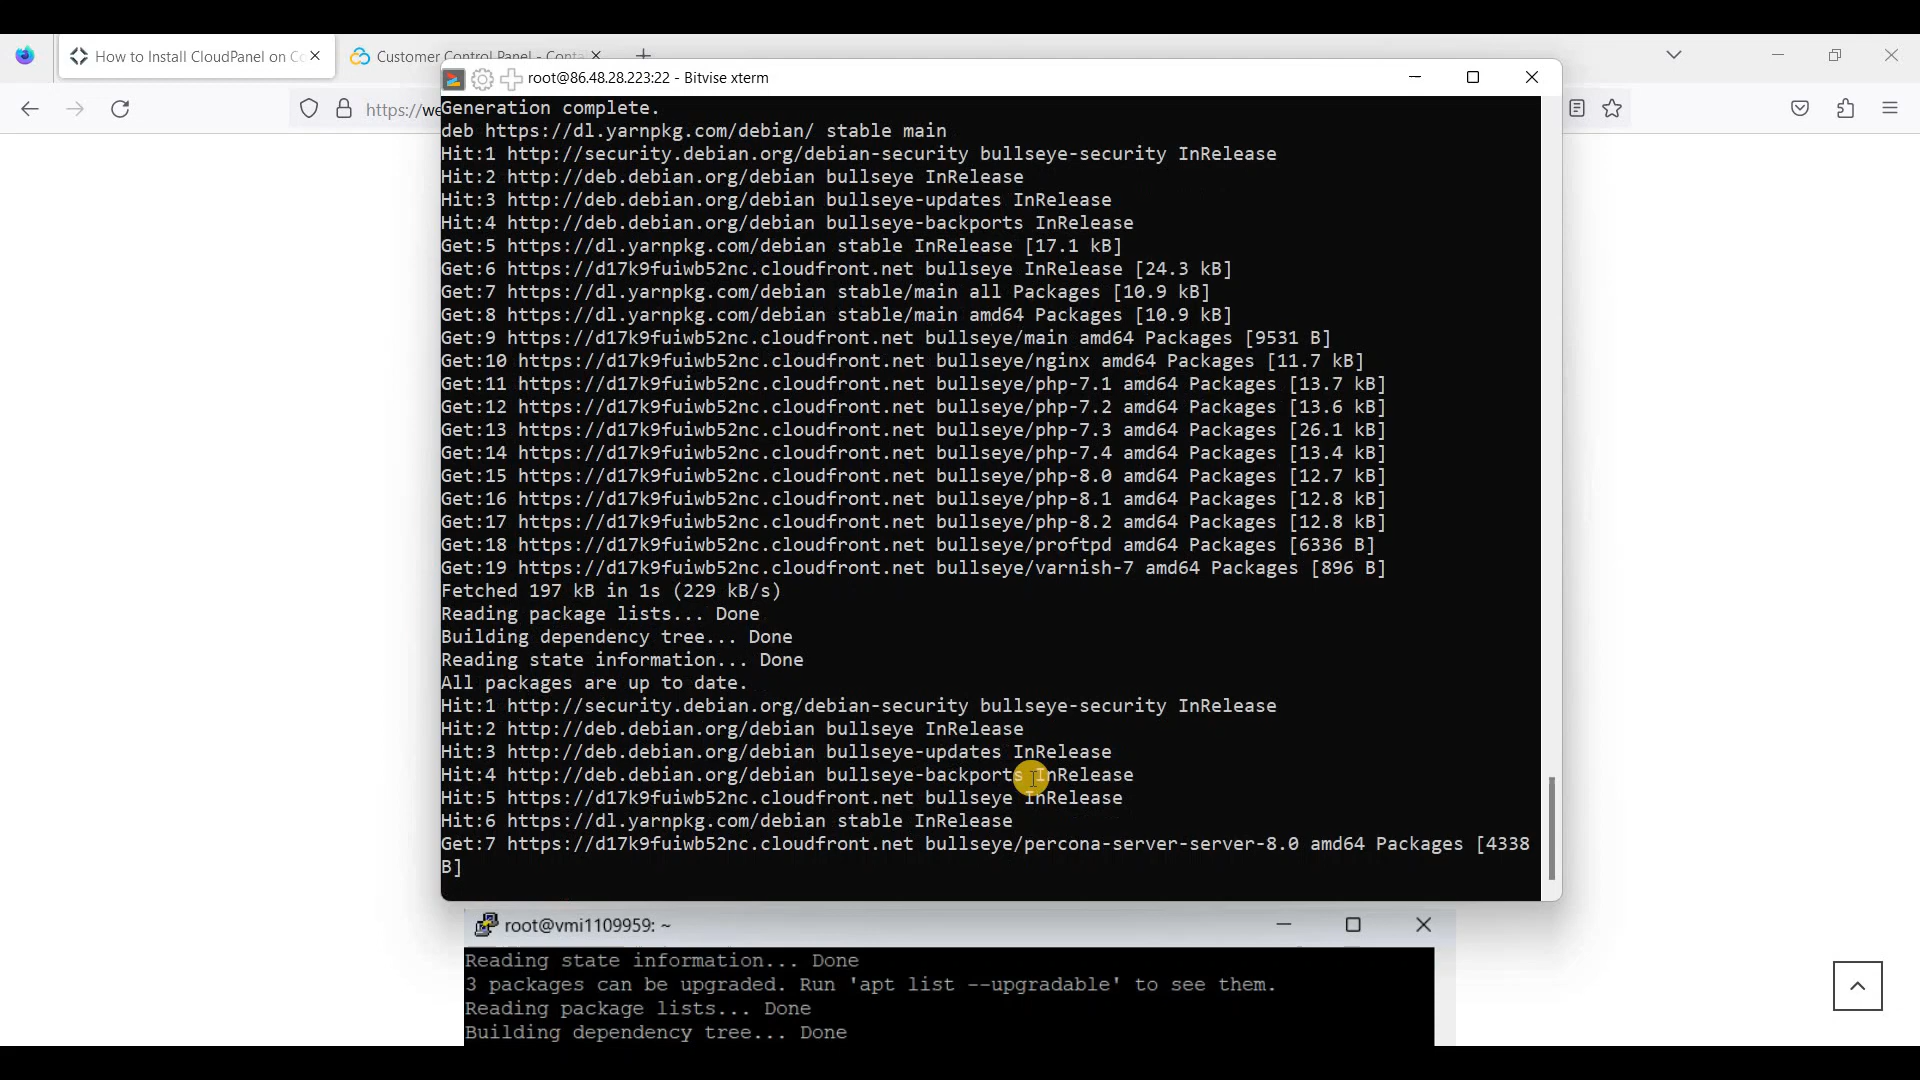 How to Install CloudPanel on Co
Customer Control Panel - Conta
root@86.48.28.223:22 - Bitvise xterm
https://we
Generation complete.
deb https://dl.yarnpkg.com/debian/ stable main
Hit:1 http://security.debian.org/debian-security bullseye-security InRelease
Hit:2 http://deb.debian.org/debian bullseye InRelease
Hit:3 http://deb.debian.org/debian bullseye-updates InRelease
Hit:4 http://deb.debian.org/debian bullseye-backports InRelease
Get:5 https://dl.yarnpkg.com/debian stable InRelease [17.1 kB]
Get:6 https://d17k9fuiwb52nc.cloudfront.net bullseye InRelease [24.3 kB]
Get:7 https://dl.yarnpkg.com/debian stable/main all Packages [10.9 kB]
Get:8 https://dl.yarnpkg.com/debian stable/main amd64 Packages [10.9 kB]
Get:9 https://d17k9fuiwb52nc.cloudfront.net bullseye/main amd64 Packages [9531 B]
Get:10 https://d17k9fuiwb52nc.cloudfront.net bullseye/nginx amd64 Packages [11.7 kB]
Get:11 https://d17k9fuiwb52nc.cloudfront.net bullseye/php-7.1 amd64 Packages [13.7 kB]
Get:12 https://d17k9fuiwb52nc.cloudfront.net bullseye/php-7.2 amd64 Packages [13.6 kB]
Get:13 https://d17k9fuiwb52nc.cloudfront.net bullseye/php-7.3 amd64 Packages [26.1 kB]
Get:14 https://d17k9fuiwb52nc.cloudfront.net bullseye/php-7.4 amd64 Packages [13.4 kB]
Get:15 https://d17k9fuiwb52nc.cloudfront.net bullseye/php-8.0 amd64 Packages [12.7 kB]
Get:16 https://d17k9fuiwb52nc.cloudfront.net bullseye/php-8.1 amd64 Packages [12.8 kB]
Get:17 https://d17k9fuiwb52nc.cloudfront.net bullseye/php-8.2 amd64 Packages [12.8 kB]
Get:18 https://d17k9fuiwb52nc.cloudfront.net bullseye/proftpd amd64 Packages [6336 B]
Get:19 https://d17k9fuiwb52nc.cloudfront.net bullseye/varnish-7 amd64 Packages [896 B]
Fetched 197 kB in 1s (229 kB/s)
Reading package lists... Done
Building dependency tree... Done
Reading state information... Done
All packages are up to date.
Hit:1 http://security.debian.org/debian-security bullseye-security InRelease
Hit:2 http://deb.debian.org/debian bullseye InRelease
Hit:3 http://deb.debian.org/debian bullseye-updates InRelease
Hit:4 http://deb.debian.org/debian bullseye-backports InRelease
Hit:5 https://d17k9fuiwb52nc.cloudfront.net bullseye InRelease
Hit:6 https://dl.yarnpkg.com/debian stable InRelease
Get:7 https://d17k9fuiwb52nc.cloudfront.net bullseye/percona-server-server-8.0 amd64 Packages [4338
B]
root@vmi1109959: ~
Reading state information... Done
3 packages can be upgraded. Run 'apt list --upgradable' to see them.
Reading package lists... Done
Building dependency tree... Done